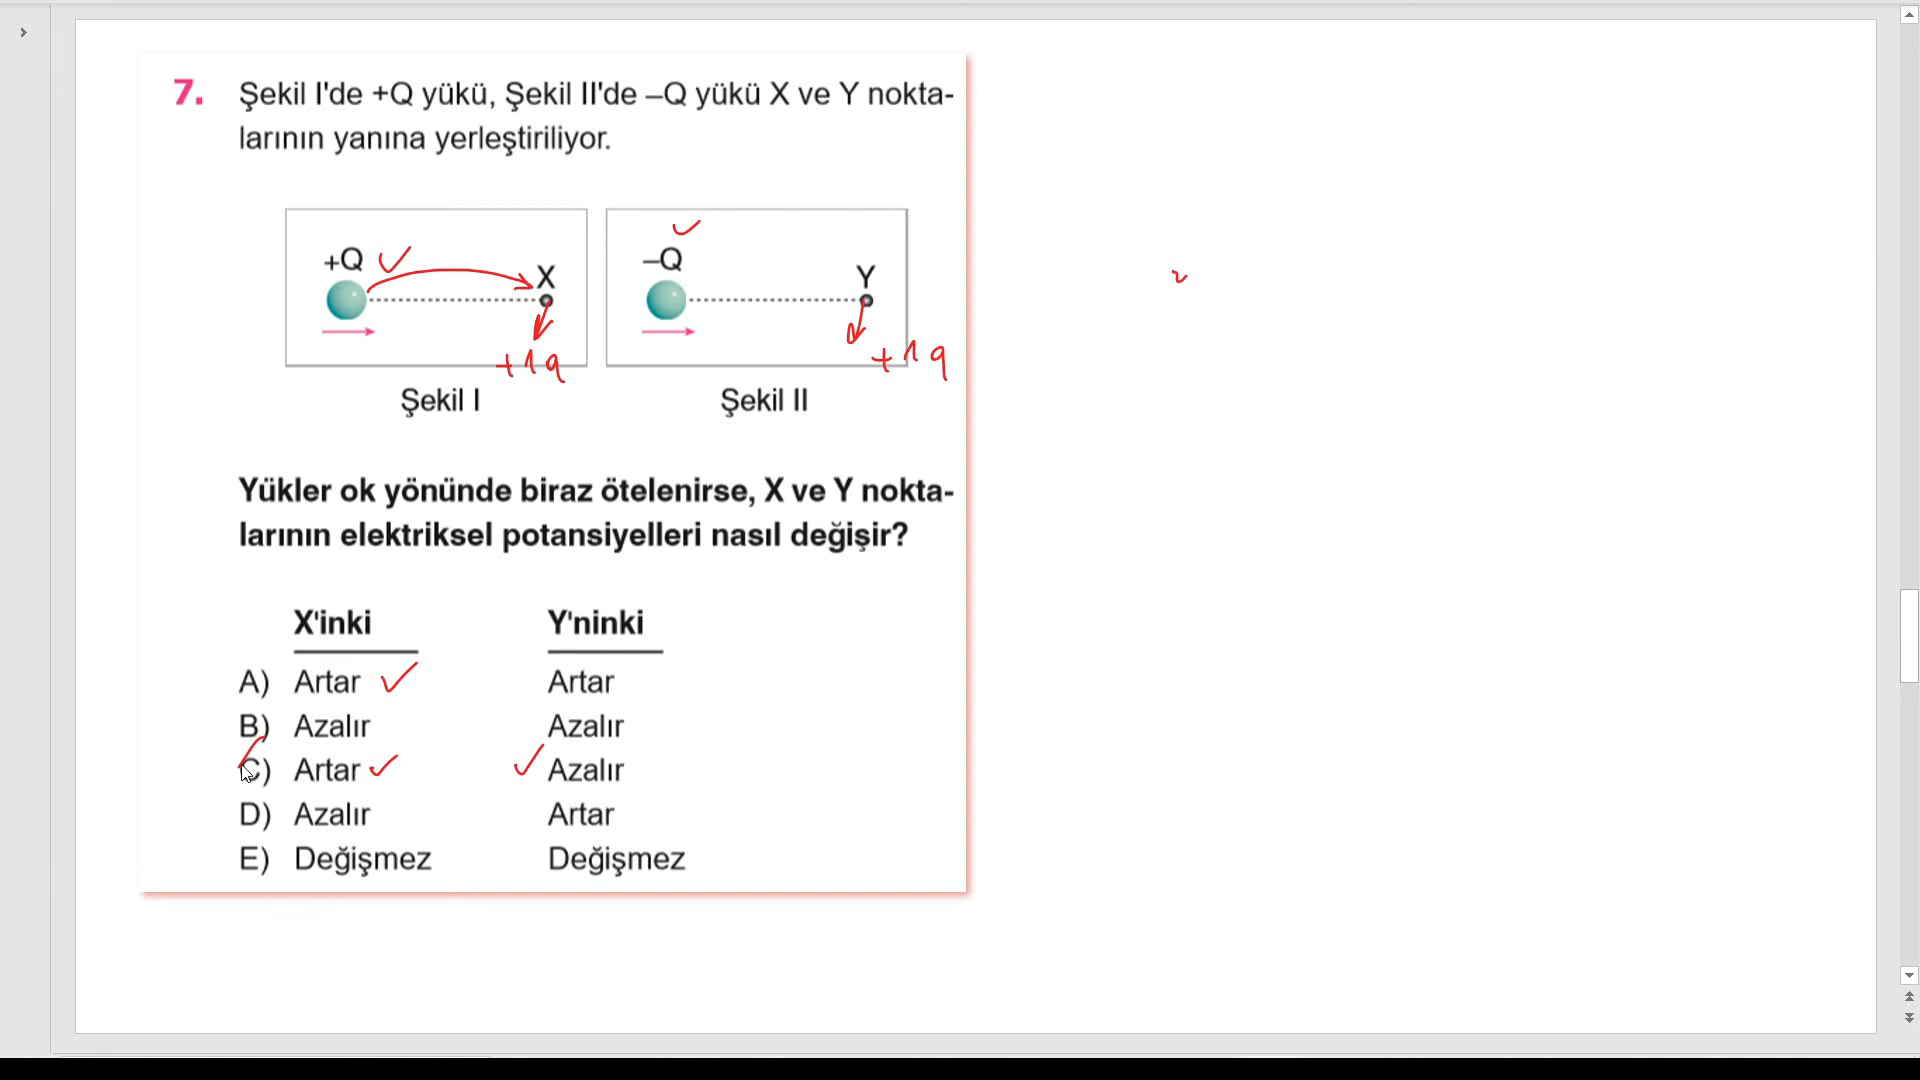 7. Şekil I'de +Q yükü, Şekil II'de –Q yükü X ve Y nokta-
larının yanına yerleştiriliyor.
+Q X
–Q Y
+1q
+1q
Şekil I
Şekil II
Yükler ok yönünde biraz ötelenirse, X ve Y nokta-
larının elektriksel potansiyelleri nasıl değişir?
X'inki Y'ninki
A) Artar Artar
B) Azalır Azalır
C) Artar Azalır
D) Azalır Artar
E) Değişmez Değişmez